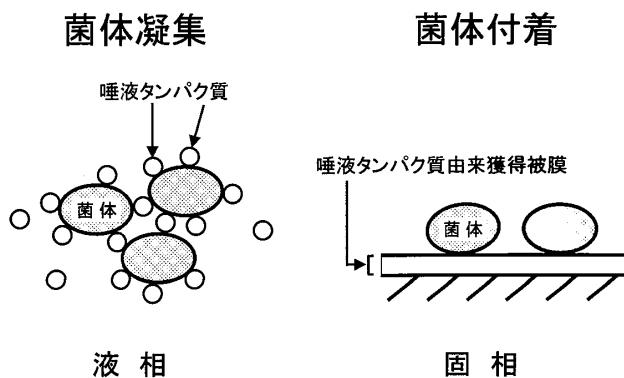 菌体凝集
菌体付着
唾液タンパク質
唾液タンパク質由来獲得被膜
菌体
菌体
液相
固相